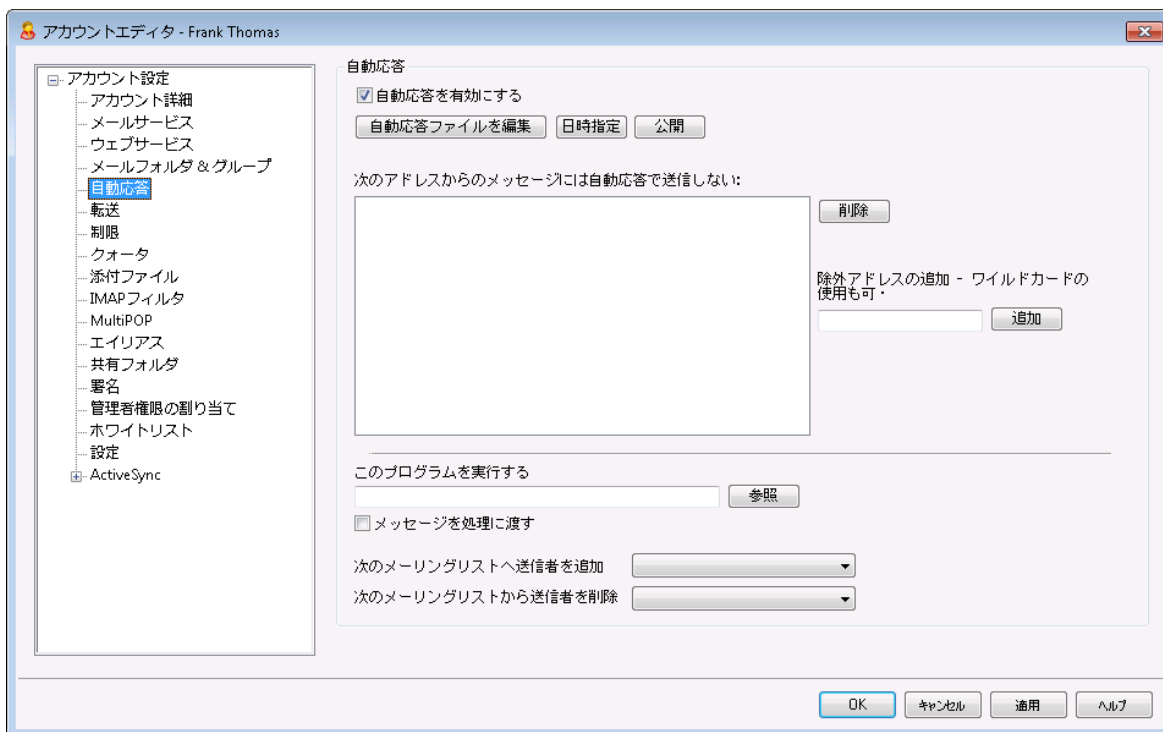 アカウントエディタ - Frank Thomas
アカウント設定
アカウント詳細
メールサービス
ウェブサービス
メールフォルダ & グループ
自動応答
転送
制限
クォータ
添付ファイル
IMAPフィルタ
MultiPOP
エイリアス
共有フォルダ
署名
管理者権限の割り当て
ホワイトリスト
設定
ActiveSync
自動応答
自動応答を有効にする
自動応答ファイルを編集 日時指定 公開
次のアドレスからのメッセージには自動応答で送信しない:
削除
除外アドレスの追加 - ワイルドカードの
使用も可・
追加
このプログラムを実行する
参照
メッセージを処理に渡す
次のメーリングリストへ送信者を追加
次のメーリングリストから送信者を削除
OK キャンセル 適用 ヘルプ